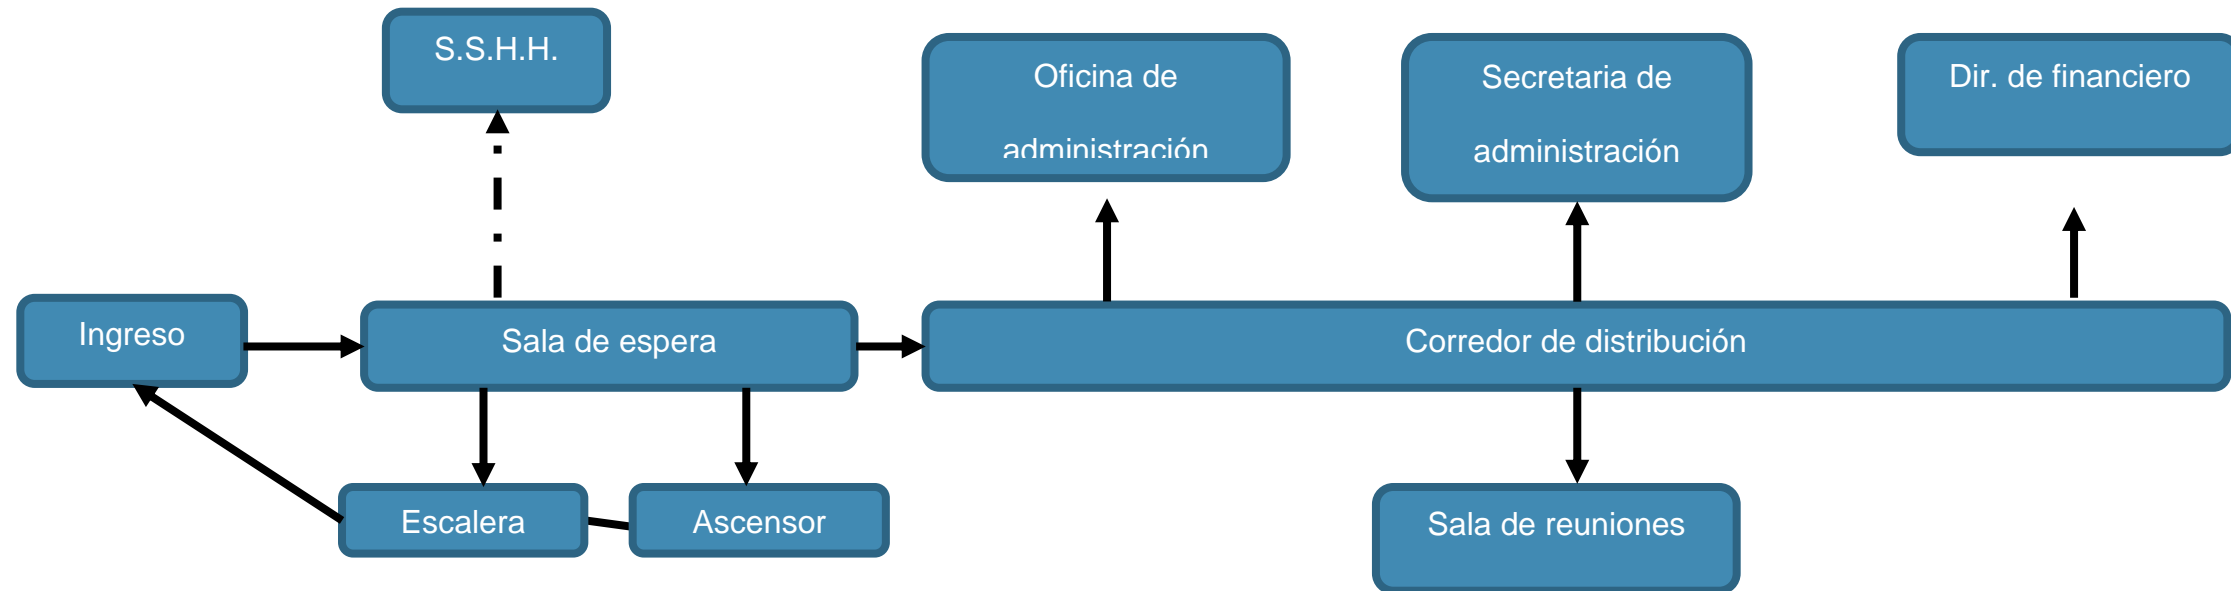 S.S.H.H.
Oficina de
administración
Secretaria de
administración
Dir. de financiero
Ingreso
Sala de espera
Corredor de distribución
Escalera
Ascensor
Sala de reuniones